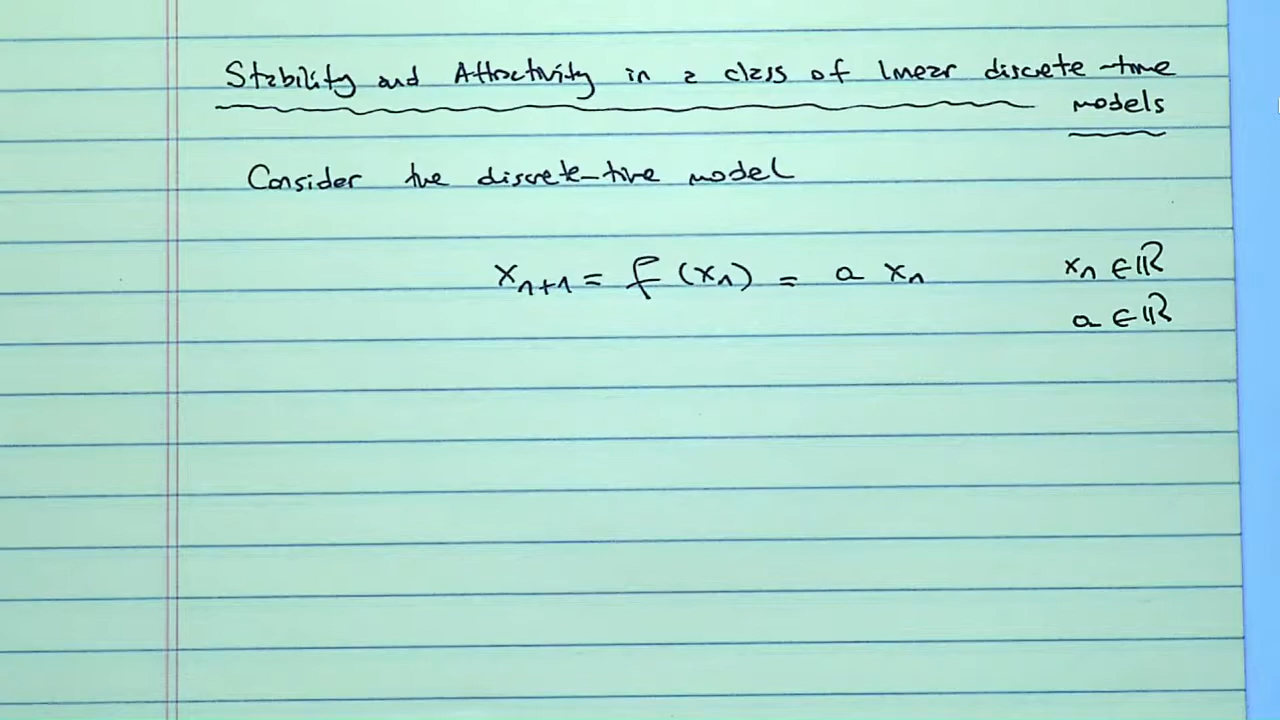 Stability and Attractivity in a class of linear discrete-time
models
Consider the discrete-time model
xₙ₊₁ = f(xₙ) = a xₙ xₙ ∈ ℝ
a ∈ ℝ